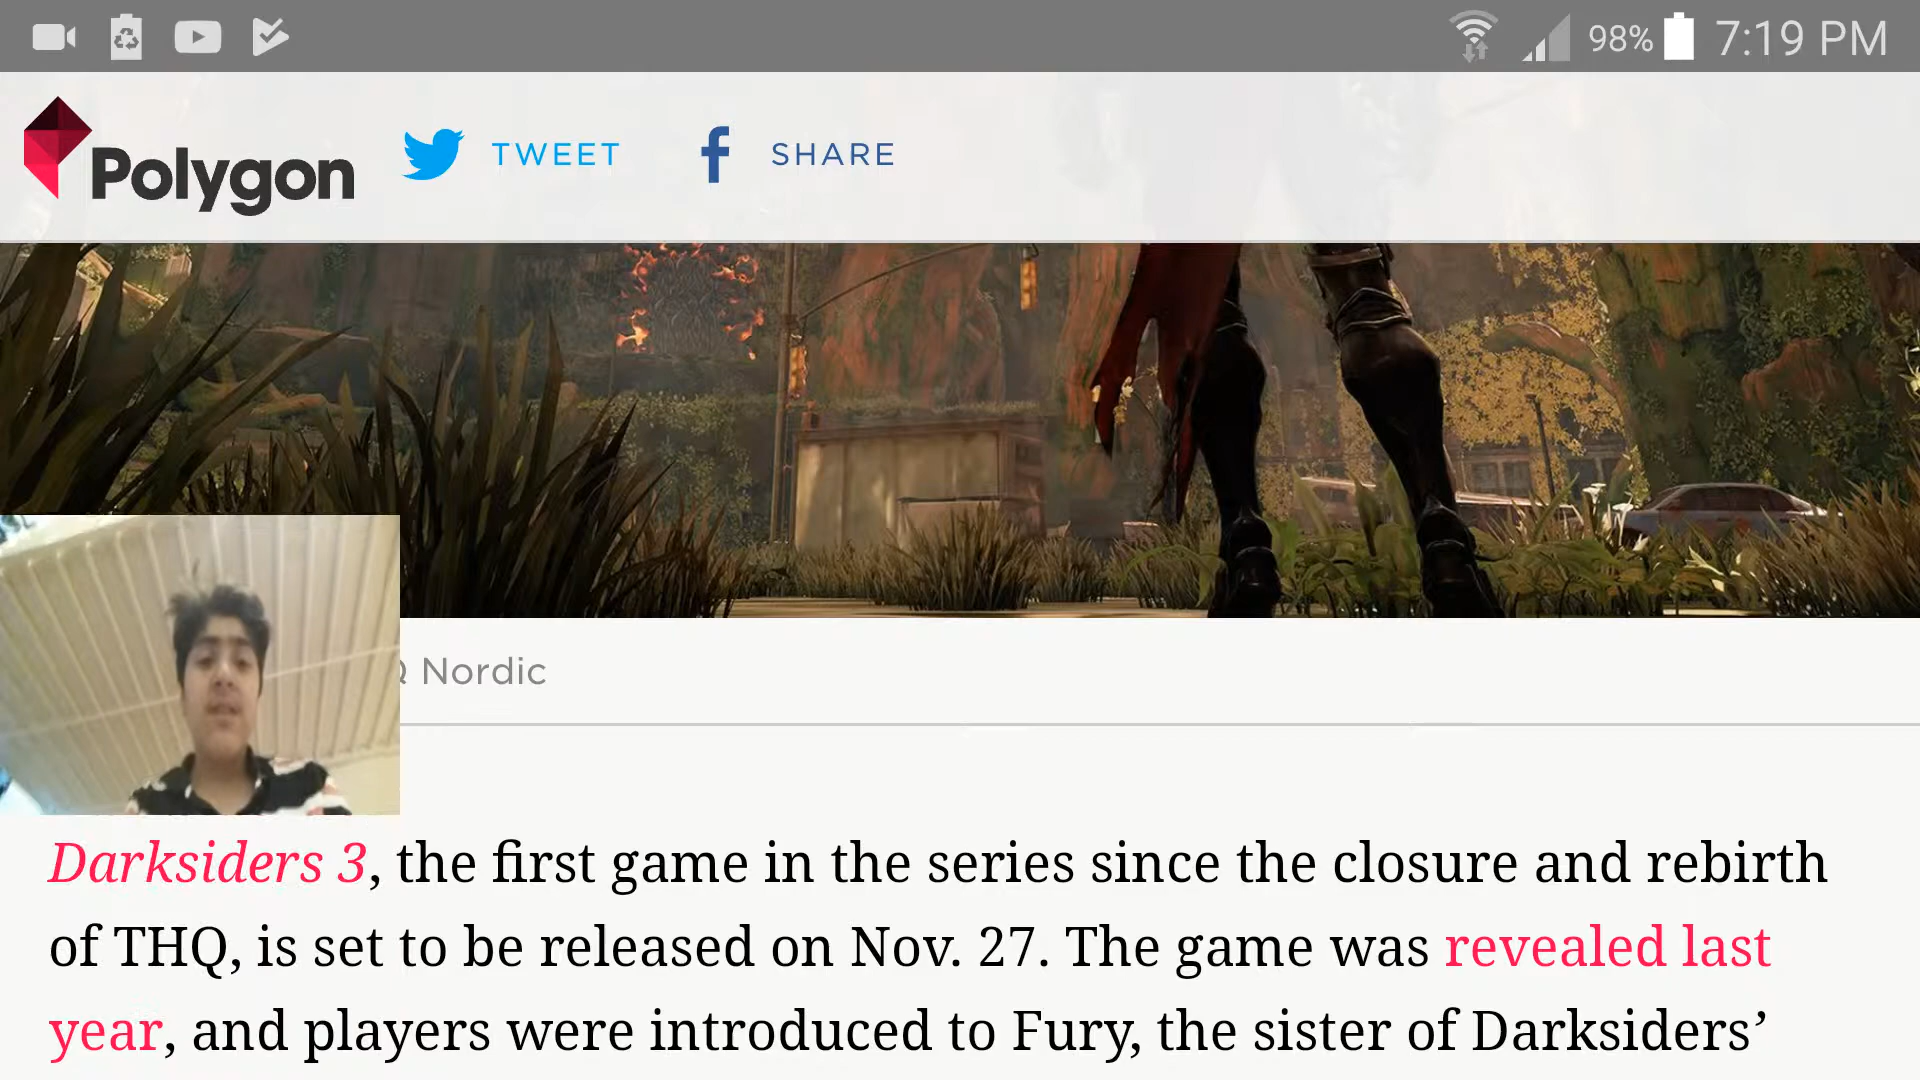 98% 7:19 PM
Polygon TWEET f SHARE
Nordic
Darksiders 3, the first game in the series since the closure and rebirth
of THQ, is set to be released on Nov. 27. The game was revealed last
year, and players were introduced to Fury, the sister of Darksiders’